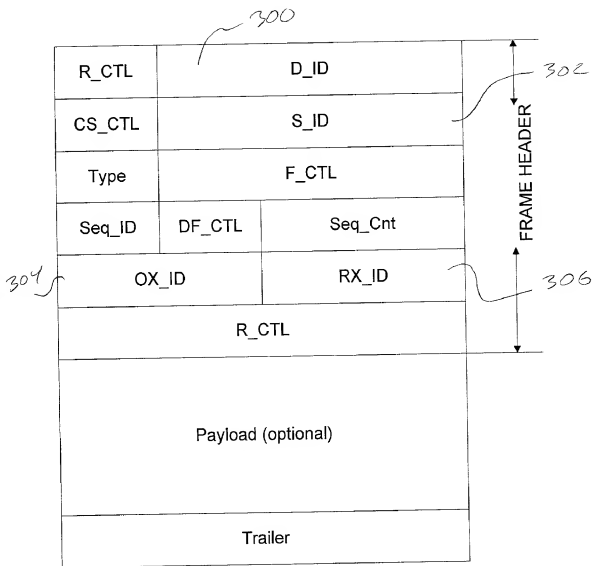 300
R_CTL D_ID
302
CS_CTL S_ID
Type F_CTL
FRAME HEADER
Seq_ID DF_CTL Seq_Cnt
304 OX_ID RX_ID 306
R_CTL
Payload (optional)
Trailer